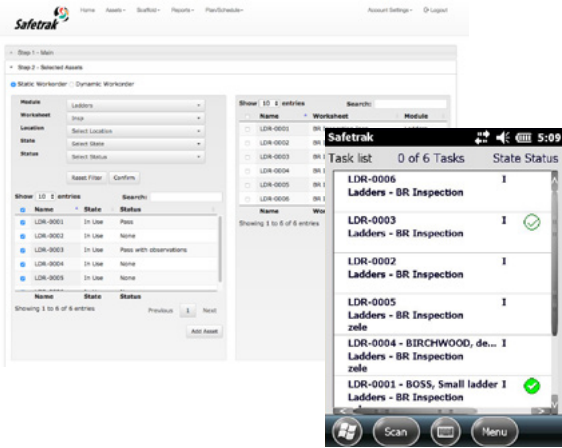 Safetrak
Home Assets Scaffold Reports Plan/Schedule Account Settings Logout
Step 1 - Main
Step 2 - Selected Assets
Static Workorder Dynamic Workorder
Module Ladders
Worksheet Insp
Location Select Location
State Select State
Status Select Status
Reset Filter Confirm
Show 10 entries Search:
Name State Status
LDR-0001 In Use Pass
LDR-0002 In Use None
LDR-0003 In Use Pass with observations
LDR-0004 In Use None
LDR-0005 In Use None
Name State Status
Showing 1 to 6 of 6 entries Previous 1 Next
Add Asset
Show 10 entries Search:
Name Worksheet Module
LDR-0001
LDR-0002 BR
LDR-0003 BR
LDR-0004 BR
LDR-0005 BR
LDR-0006 BR
Name
Showing 1 to 6 of 6 entries
Safetrak 5:09
Task list 0 of 6 Tasks State Status
LDR-0006 I
Ladders - BR Inspection
LDR-0003 I
Ladders - BR Inspection
LDR-0002 I
Ladders - BR Inspection
LDR-0005 I
Ladders - BR Inspection
zele
LDR-0004 - BIRCHWOOD, de... I
Ladders - BR Inspection
zele
LDR-0001 - BOSS, Small ladder I
Ladders - BR Inspection
Scan Menu